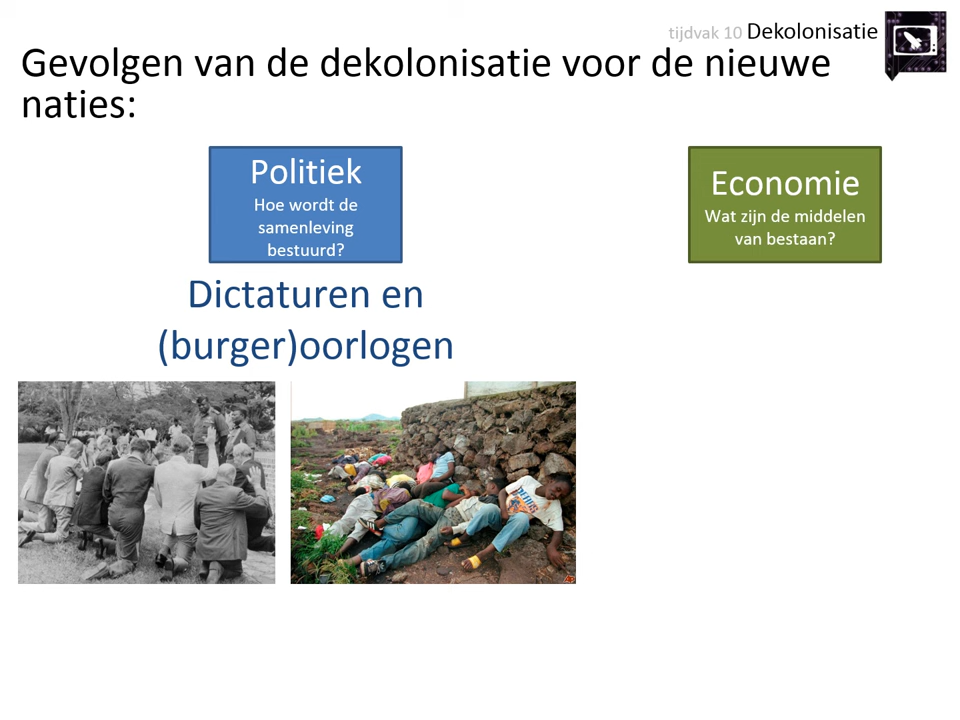 tijdvak 10 Dekolonisatie
Gevolgen van de dekolonisatie voor de nieuwe
naties:
Politiek
Hoe wordt de
samenleving
bestuurd?
Economie
Wat zijn de middelen
van bestaan?
Dictaturen en
(burger)oorlogen